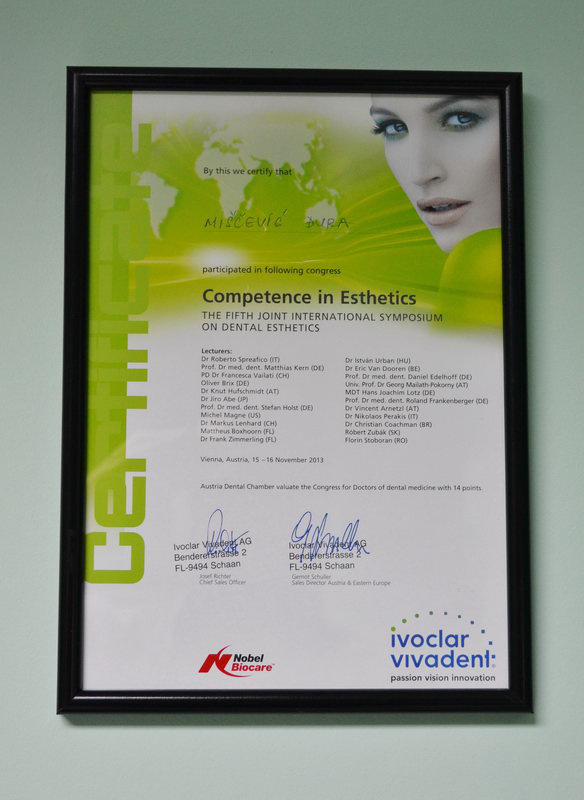 Certificate
By this we certify that
MIŠČEVIĆ ĐURA
participated in following congress
Competence in Esthetics
THE FIFTH JOINT INTERNATIONAL SYMPOSIUM
ON DENTAL ESTHETICS
Lecturers:
Dr Roberto Spreafico (IT)
Prof. Dr med. dent. Matthias Kern (DE)
PD Dr Francesca Vailati (CH)
Oliver Brix (DE)
Dr Knut Hufschmidt (AT)
Dr Jiro Abe (JP)
Prof. Dr med. dent. Stefan Holst (DE)
Michel Magne (US)
Dr Markus Lenhard (CH)
Mattheus Boxhoorn (FL)
Dr Frank Zimmerling (FL)
Dr István Urban (HU)
Dr Eric Van Dooren (BE)
Prof. Dr med. dent. Daniel Edelhoff (DE)
Univ. Prof. Dr Georg Mailath-Pokorny (AT)
MDT Hans Joachim Lotz (DE)
Prof. Dr med. dent. Roland Frankenberger (DE)
Dr Vincent Arnetzl (AT)
Dr Nikolaos Perakis (IT)
Dr Christian Coachman (BR)
Róbert Zubák (SK)
Florin Stoboran (RO)
Vienna, Austria, 15 – 16 November 2013
Austria Dental Chamber valuate the Congress for Doctors of dental medicine with 14 points.
Ivoclar Vivadent AG
Bendererstrasse 2
FL-9494 Schaan
Josef Richter
Chief Sales Officer
Ivoclar Vivadent AG
Bendererstrasse 2
FL-9494 Schaan
Gernot Schuller
Sales Director Austria & Eastern Europe
Nobel
Biocare™
ivoclar
vivadent®
passion vision innovation